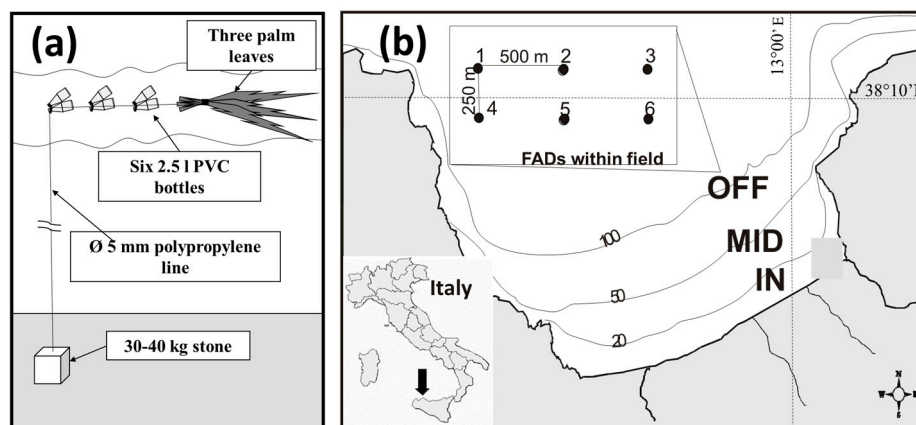 (a)
Three palm
leaves
Six 2.5 l PVC
bottles
Ø 5 mm polypropylene
line
30-40 kg stone
(b)
1
2
3
500 m
250 m
4
5
6
FADs within field
13°00' E
38°10'
OFF
MID
IN
100
50
20
Italy
N
W
E
S